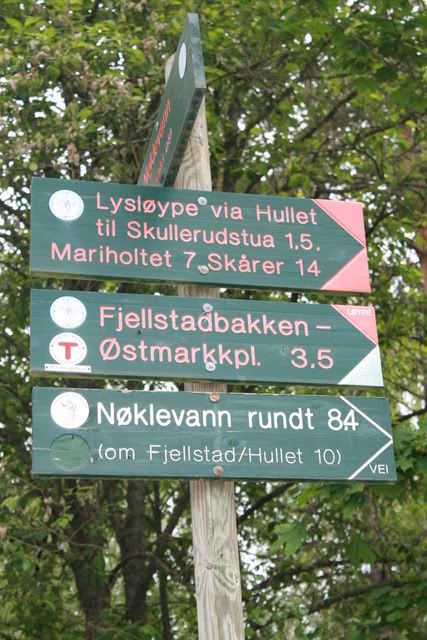 Lysløype via Hullet
til Skullerudstua 1.5.
Mariholtet 7 Skårer 14
LØYPE
Fjellstadbakken -
T
Østmarkkpl. 3.5
Nøklevann rundt 8.4
(om Fjellstad/Hullet 10)
VEI